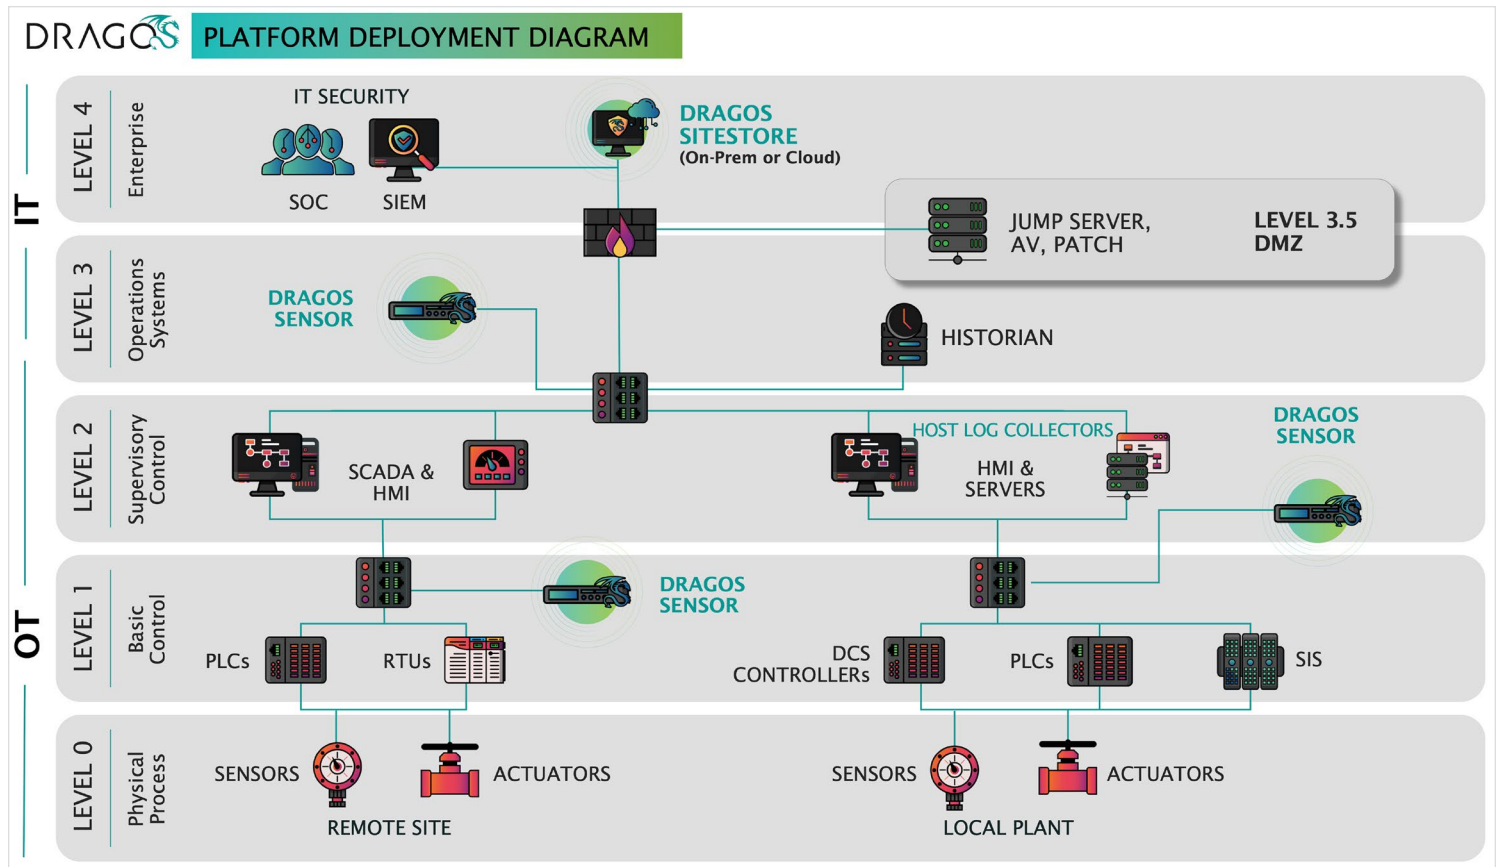 DRAGOS
PLATFORM DEPLOYMENT DIAGRAM
IT
OT
LEVEL 4
Enterprise
IT SECURITY
SOC
SIEM
DRAGOS
SITESTORE
(On-Prem or Cloud)
JUMP SERVER,
AV, PATCH
LEVEL 3.5
DMZ
LEVEL 3
Operations
Systems
DRAGOS
SENSOR
HISTORIAN
LEVEL 2
Supervisory
Control
SCADA &
HMI
HOST LOG COLLECTORS
HMI &
SERVERS
DRAGOS
SENSOR
LEVEL 1
Basic
Control
DRAGOS
SENSOR
PLCs
RTUs
DCS
CONTROLLERs
PLCs
SIS
LEVEL 0
Physical
Process
SENSORS
ACTUATORS
REMOTE SITE
SENSORS
ACTUATORS
LOCAL PLANT